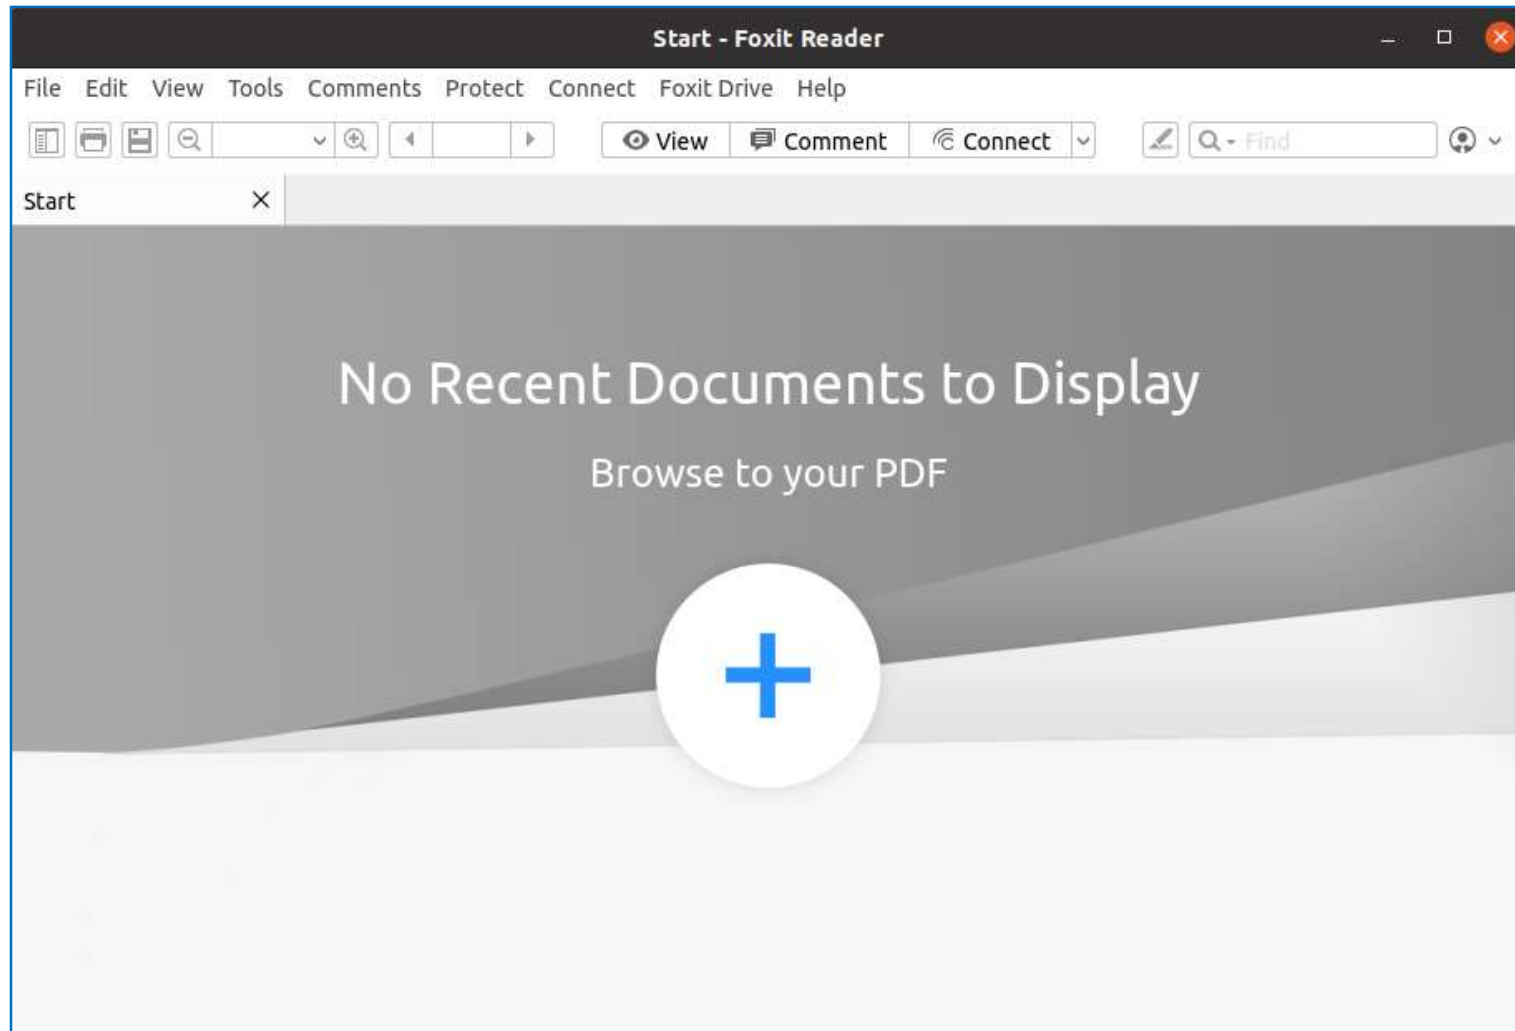 Start - Foxit Reader
File Edit View Tools Comments Protect Connect Foxit Drive Help
View Comment Connect Find
Start
No Recent Documents to Display
Browse to your PDF